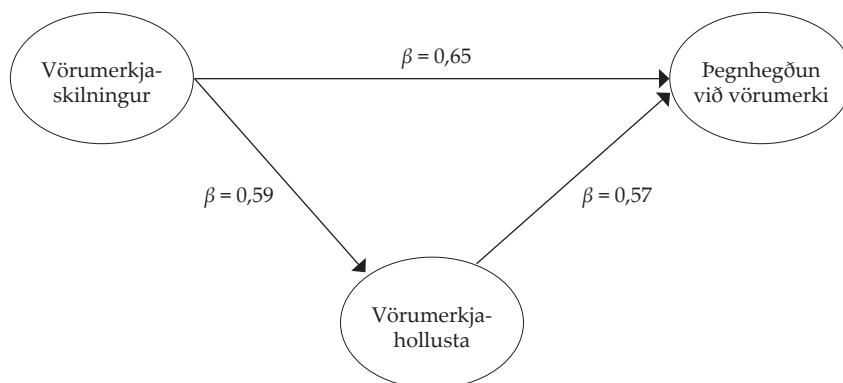 Vörumerkja-
skilningur
β = 0,65
Þegnhegðun
við vörumerki
β = 0,59
β = 0,57
Vörumerkja-
hollusta